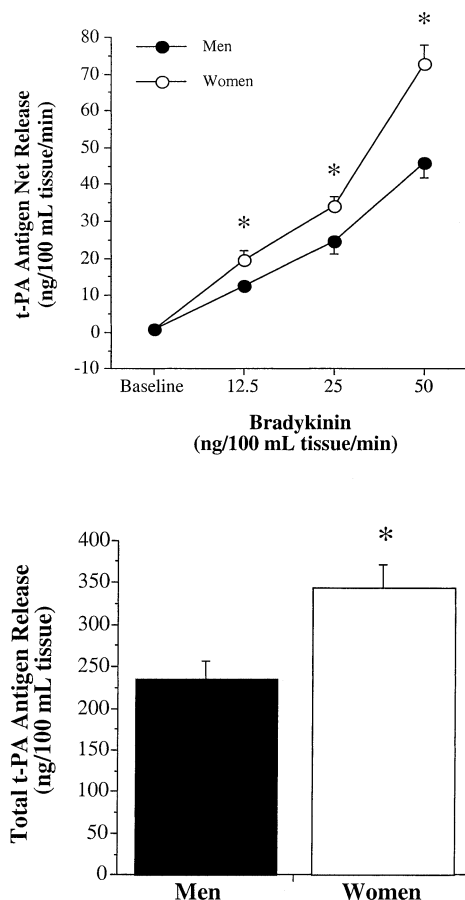 *
80
Men
70
Women
60
50
*
40
30
*
20
10
0
-10
t-PA Antigen Net Release
(ng/100 mL tissue/min)
Baseline 12.5 25 50
Bradykinin
(ng/100 mL tissue/min)
*
400
350
300
250
200
150
100
50
0
Total t-PA Antigen Release
(ng/100 mL tissue)
Men Women